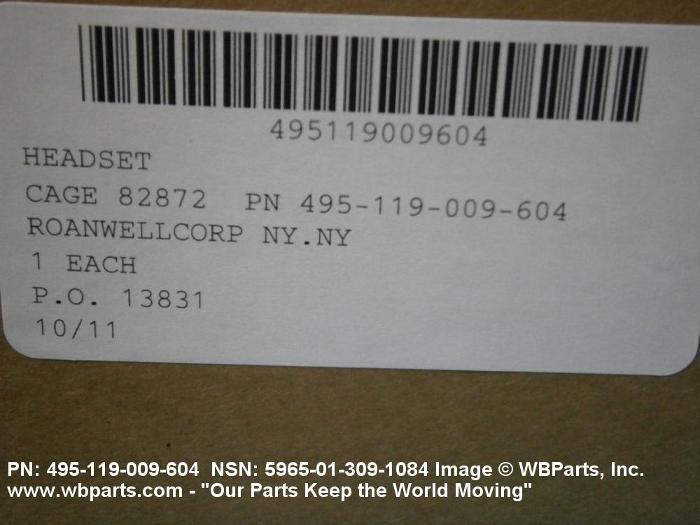 495119009604
HEADSET
CAGE 82872 PN 495-119-009-604
ROANWELLCORP NY.NY
1 EACH
P.O. 13831
10/11
PN: 495-119-009-604 NSN: 5965-01-309-1084 Image © WBParts, Inc.
www.wbparts.com - "Our Parts Keep the World Moving"